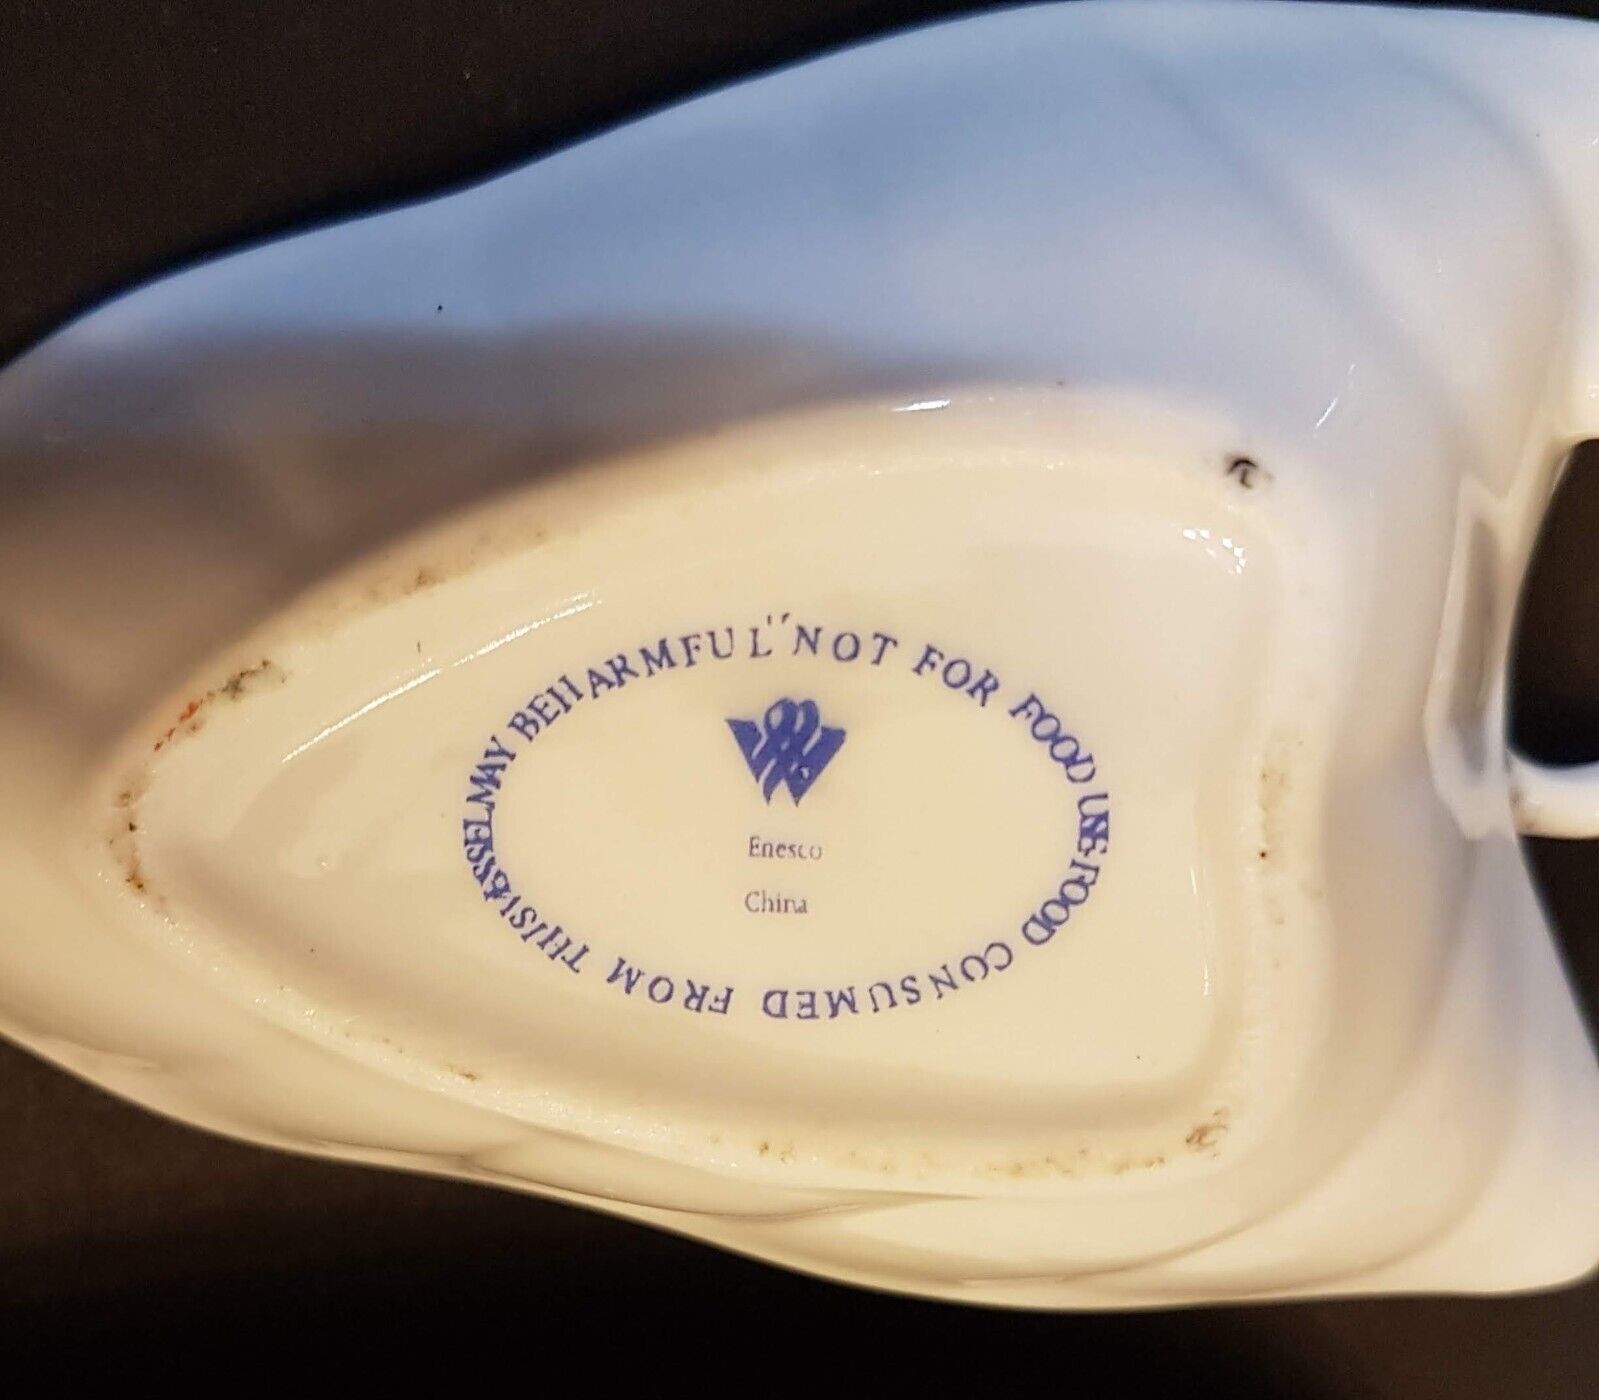 "NOT FOR FOOD USE-FOOD CONSUMED FROM THIS VESSEL MAY BE HARMFUL"
Enesco
China